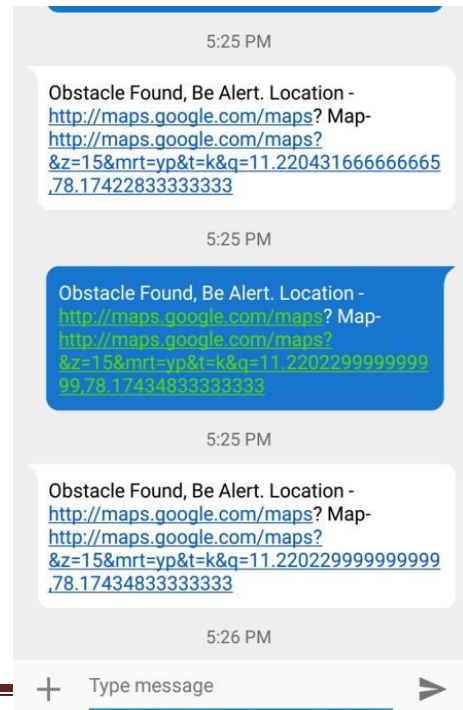 5:25 PM
Obstacle Found, Be Alert. Location -
http://maps.google.com/maps? Map-
http://maps.google.com/maps?
&z=15&mrt=yp&t=k&q=11.220431666666665
,78.17422833333333
5:25 PM
Obstacle Found, Be Alert. Location -
http://maps.google.com/maps? Map-
http://maps.google.com/maps?
&z=15&mrt=yp&t=k&q=11.2202299999999
99,78.17434833333333
5:25 PM
Obstacle Found, Be Alert. Location -
http://maps.google.com/maps? Map-
http://maps.google.com/maps?
&z=15&mrt=yp&t=k&q=11.220229999999999
,78.17434833333333
5:26 PM
Type message